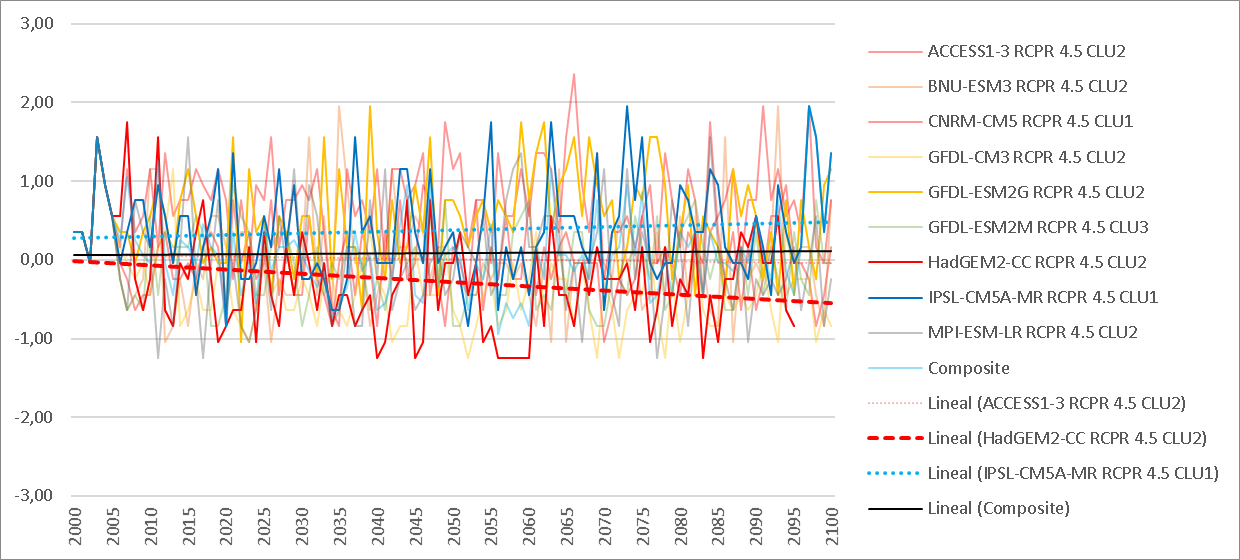 3,00
2,00
1,00
0,00
-1,00
-2,00
-3,00
2000
2005
2010
2015
2020
2025
2030
2035
2040
2045
2050
2055
2060
2065
2070
2075
2080
2085
2090
2095
2100
ACCESS1-3 RCPR 4.5 CLU2
BNU-ESM3 RCPR 4.5 CLU2
CNRM-CM5 RCPR 4.5 CLU1
GFDL-CM3 RCPR 4.5 CLU2
GFDL-ESM2G RCPR 4.5 CLU2
GFDL-ESM2M RCPR 4.5 CLU3
HadGEM2-CC RCPR 4.5 CLU2
IPSL-CM5A-MR RCPR 4.5 CLU1
MPI-ESM-LR RCPR 4.5 CLU2
Composite
Lineal (ACCESS1-3 RCPR 4.5 CLU2)
Lineal (HadGEM2-CC RCPR 4.5 CLU2)
Lineal (IPSL-CM5A-MR RCPR 4.5 CLU1)
Lineal (Composite)